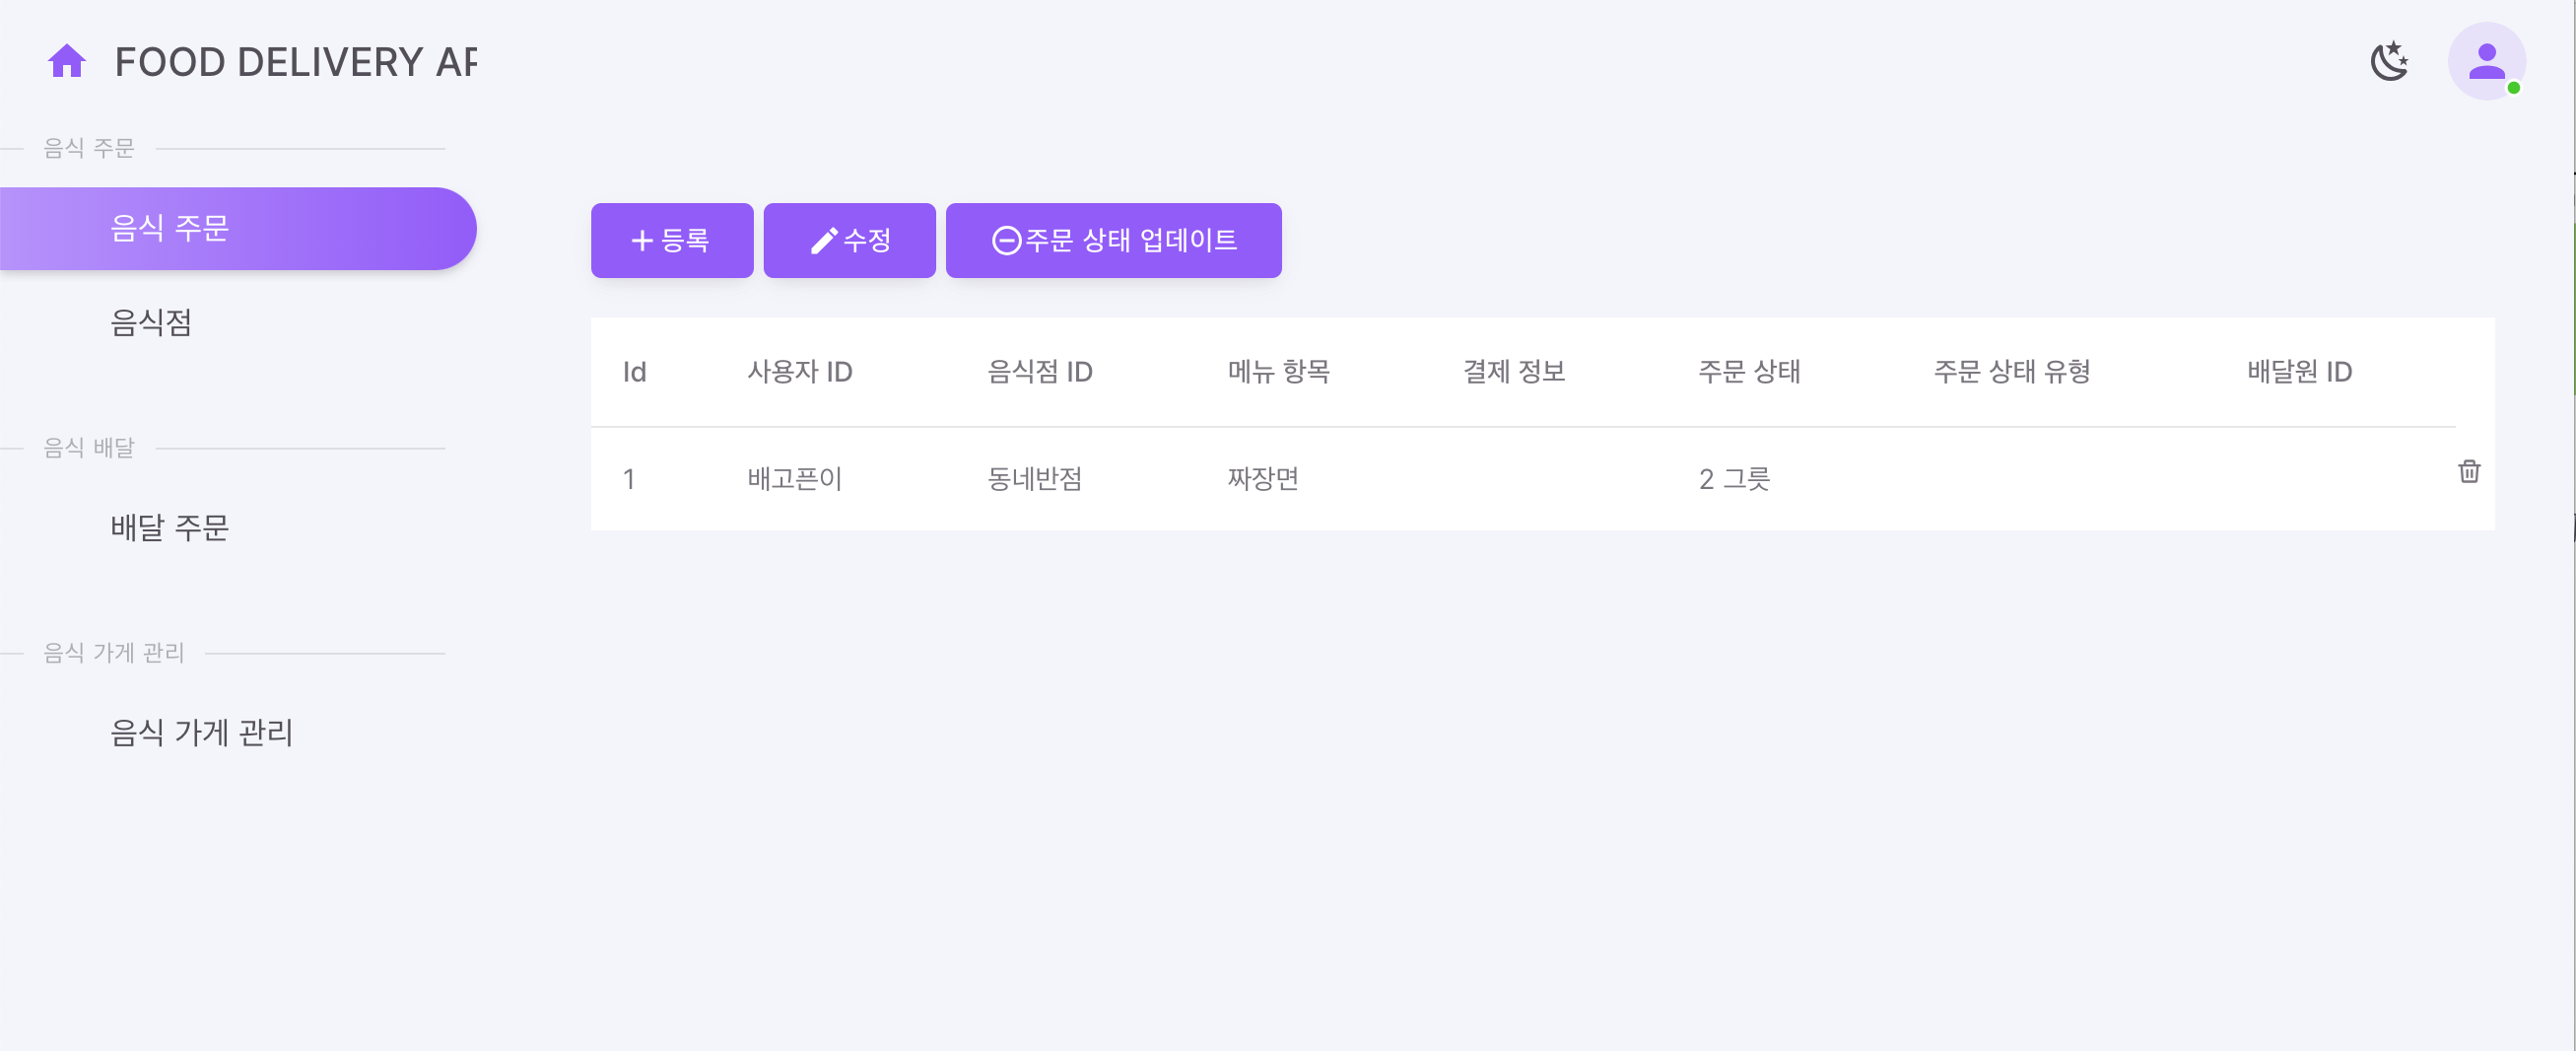 FOOD DELIVERY AP
음식 주문
음식 주문
음식점
음식 배달
배달 주문
음식 가게 관리
음식 가게 관리
등록 수정 주문 상태 업데이트
Id 사용자 ID 음식점 ID 메뉴 항목 결제 정보 주문 상태 주문 상태 유형 배달원 ID
1 배고픈이 동네반점 짜장면 2 그릇